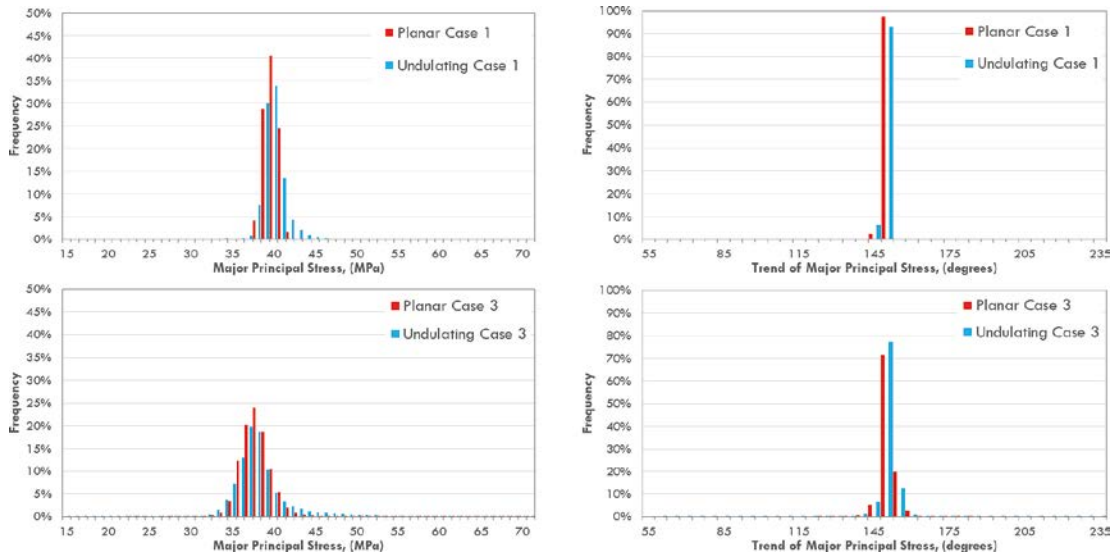 50%
45%
40%
35%
30%
25%
20%
15%
10%
5%
0%
Frequency
Planar Case 1
Undulating Case 1
15 20 25 30 35 40 45 50 55 60 65 70
Major Principal Stress, (MPa)
100%
90%
80%
70%
60%
50%
40%
30%
20%
10%
0%
Frequency
Planar Case 1
Undulating Case 1
55 85 115 145 175 205 235
Trend of Major Principal Stress, (degrees)
50%
45%
40%
35%
30%
25%
20%
15%
10%
5%
0%
Frequency
Planar Case 3
Undulating Case 3
15 20 25 30 35 40 45 50 55 60 65 70
Major Principal Stress, (MPa)
100%
90%
80%
70%
60%
50%
40%
30%
20%
10%
0%
Frequency
Planar Case 3
Undulating Case 3
55 85 115 145 175 205 235
Trend of Major Principal Stress, (degrees)